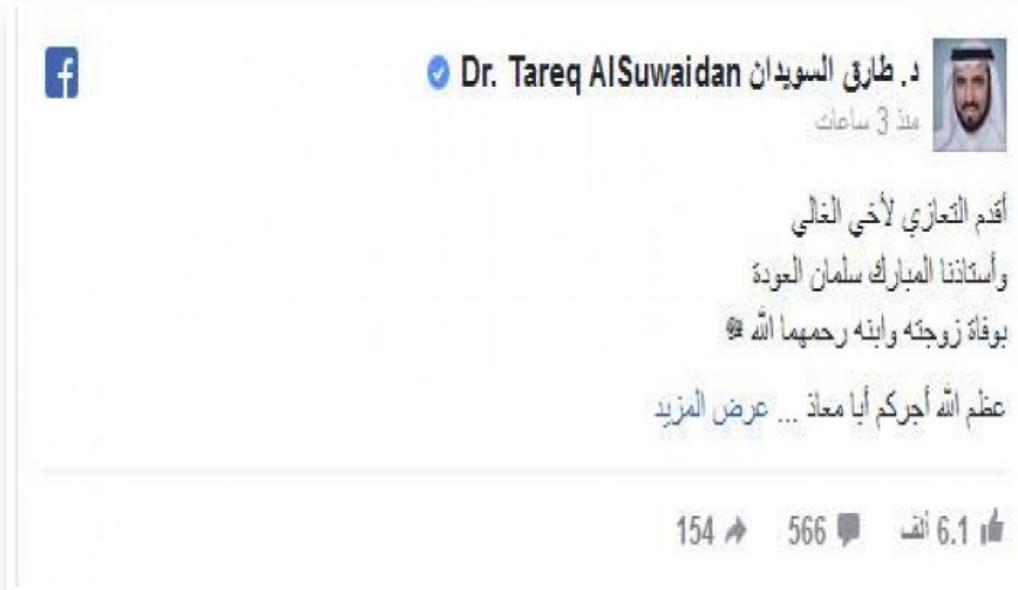 د. طارق السويدان Dr. Tareq AlSuwaidan
منذ 3 ساعات
أقدم التعازي لأخي الغالي
وأستاذنا المبارك سلمان العودة
بوفاة زوجته وابنه رحمهما الله
عظم الله أجركم أبا معاذ ... عرض المزيد
6.1 ألف 566 154